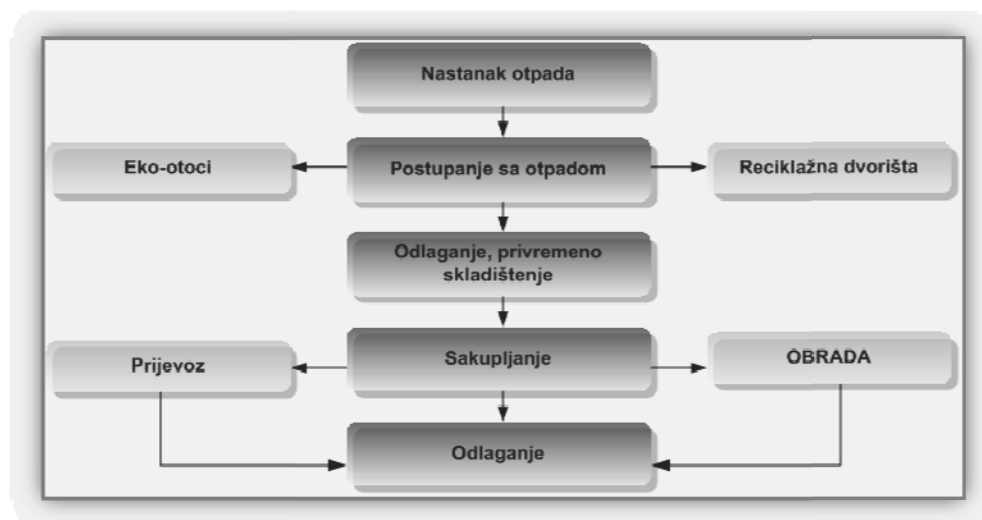 Nastanak otpada
Eko-otoci
Postupanje sa otpadom
Reciklažna dvorišta
Odlaganje, privremeno
skladištenje
Prijevoz
Sakupljanje
OBRADA
Odlaganje